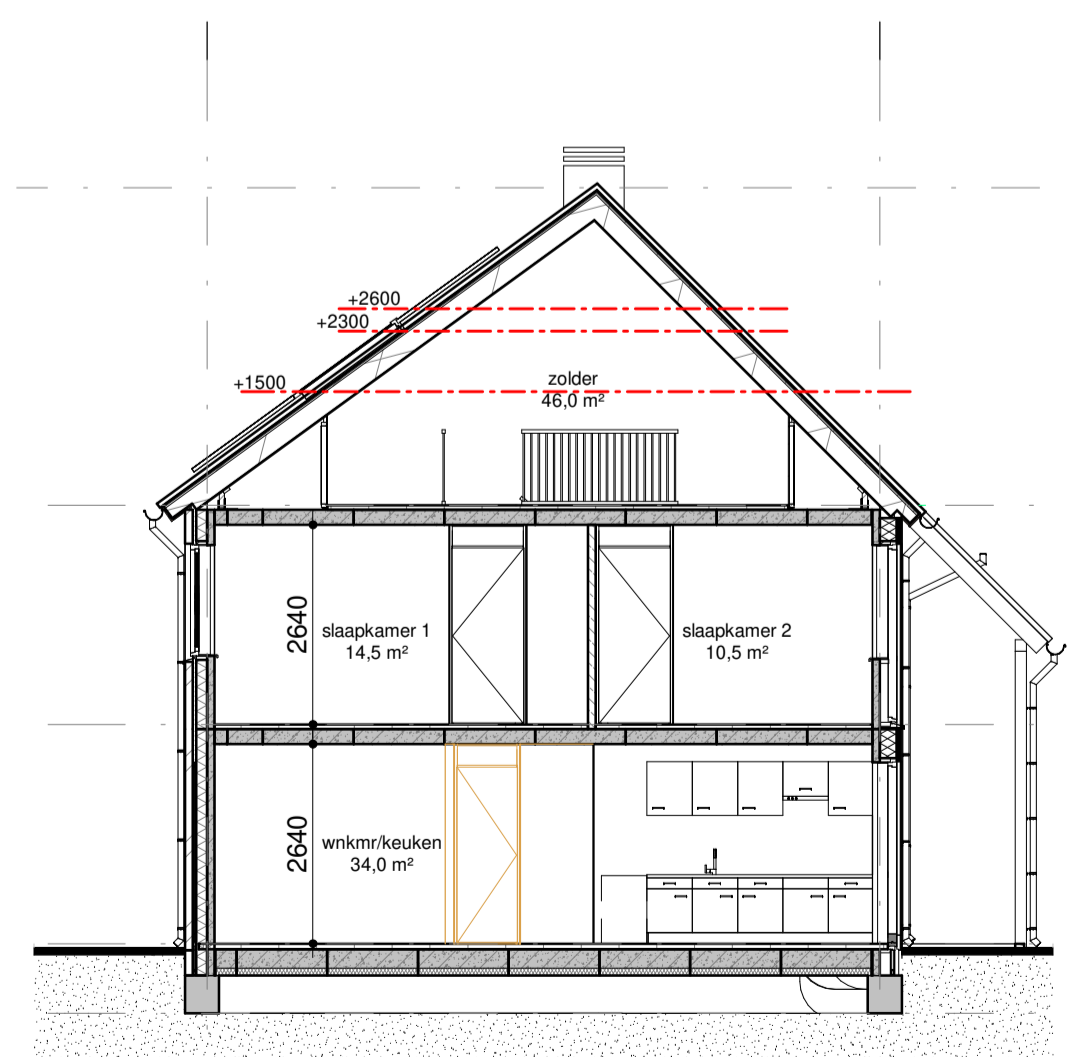 +2600
+2300
+1500
zolder
46,0 m²
2640
slaapkamer 1
14,5 m²
slaapkamer 2
10,5 m²
2640
wnkmr/keuken
34,0 m²